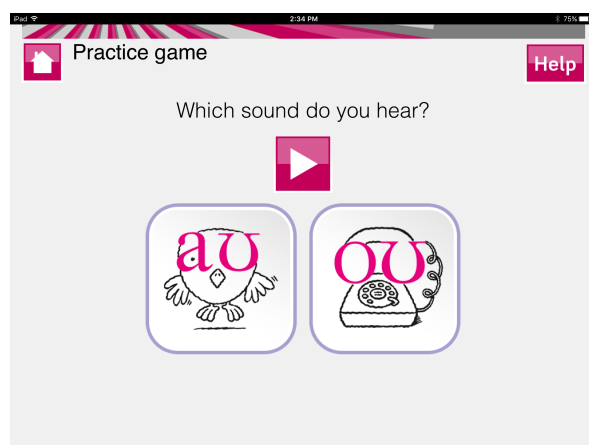 iPad 2:34 PM 75%
Practice game
Help
Which sound do you hear?
aʊ oʊ